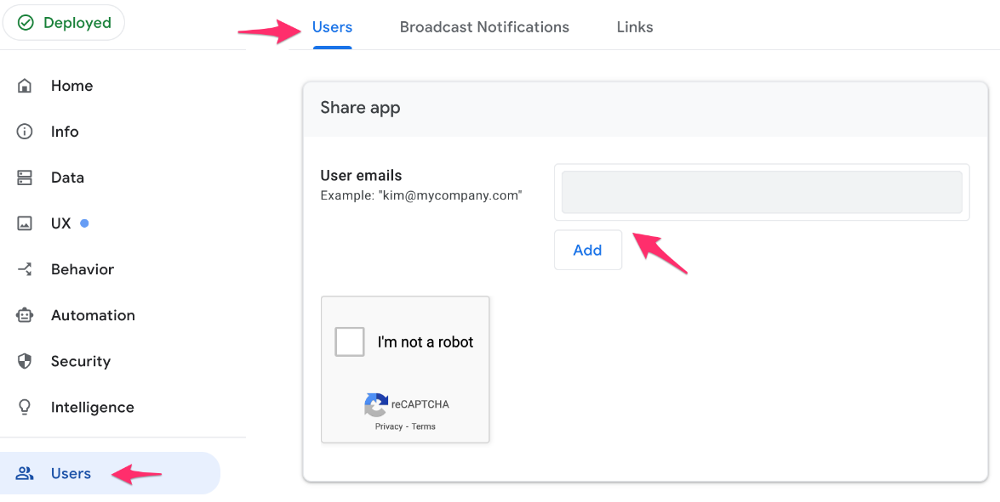 Deployed
Users
Broadcast Notifications
Links
Home
Info
Data
UX
Behavior
Automation
Security
Intelligence
Users
Share app
User emails
Example: "kim@mycompany.com"
Add
I'm not a robot
reCAPTCHA
Privacy - Terms